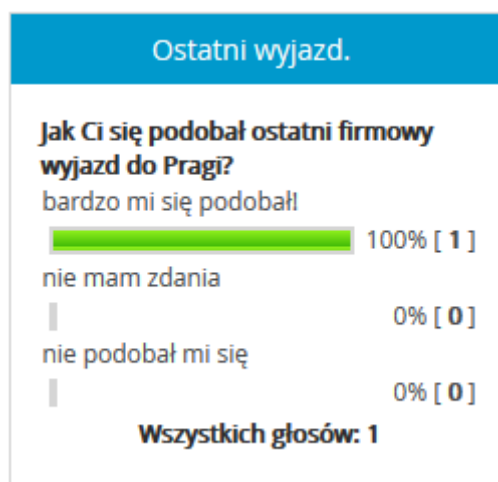 Ostatni wyjazd.
Jak Ci się podobał ostatni firmowy
wyjazd do Pragi?
bardzo mi się podobał!
100% [ 1 ]
nie mam zdania
0% [ 0 ]
nie podobał mi się
0% [ 0 ]
Wszystkich głosów: 1